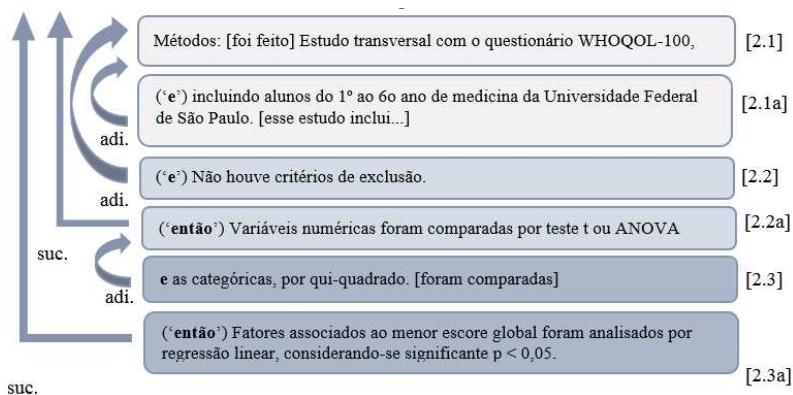 Métodos: [foi feito] Estudo transversal com o questionário WHOQOL-100,
[2.1]
('e') incluindo alunos do 1º ao 6o ano de medicina da Universidade Federal
de São Paulo. [esse estudo inclui...]
[2.1a]
adi.
('e') Não houve critérios de exclusão.
[2.2]
adi.
('então') Variáveis numéricas foram comparadas por teste t ou ANOVA
[2.2a]
suc.
e as categóricas, por qui-quadrado. [foram comparadas]
[2.3]
adi.
('então') Fatores associados ao menor escore global foram analisados por
regressão linear, considerando-se significante p < 0,05.
[2.3a]
suc.